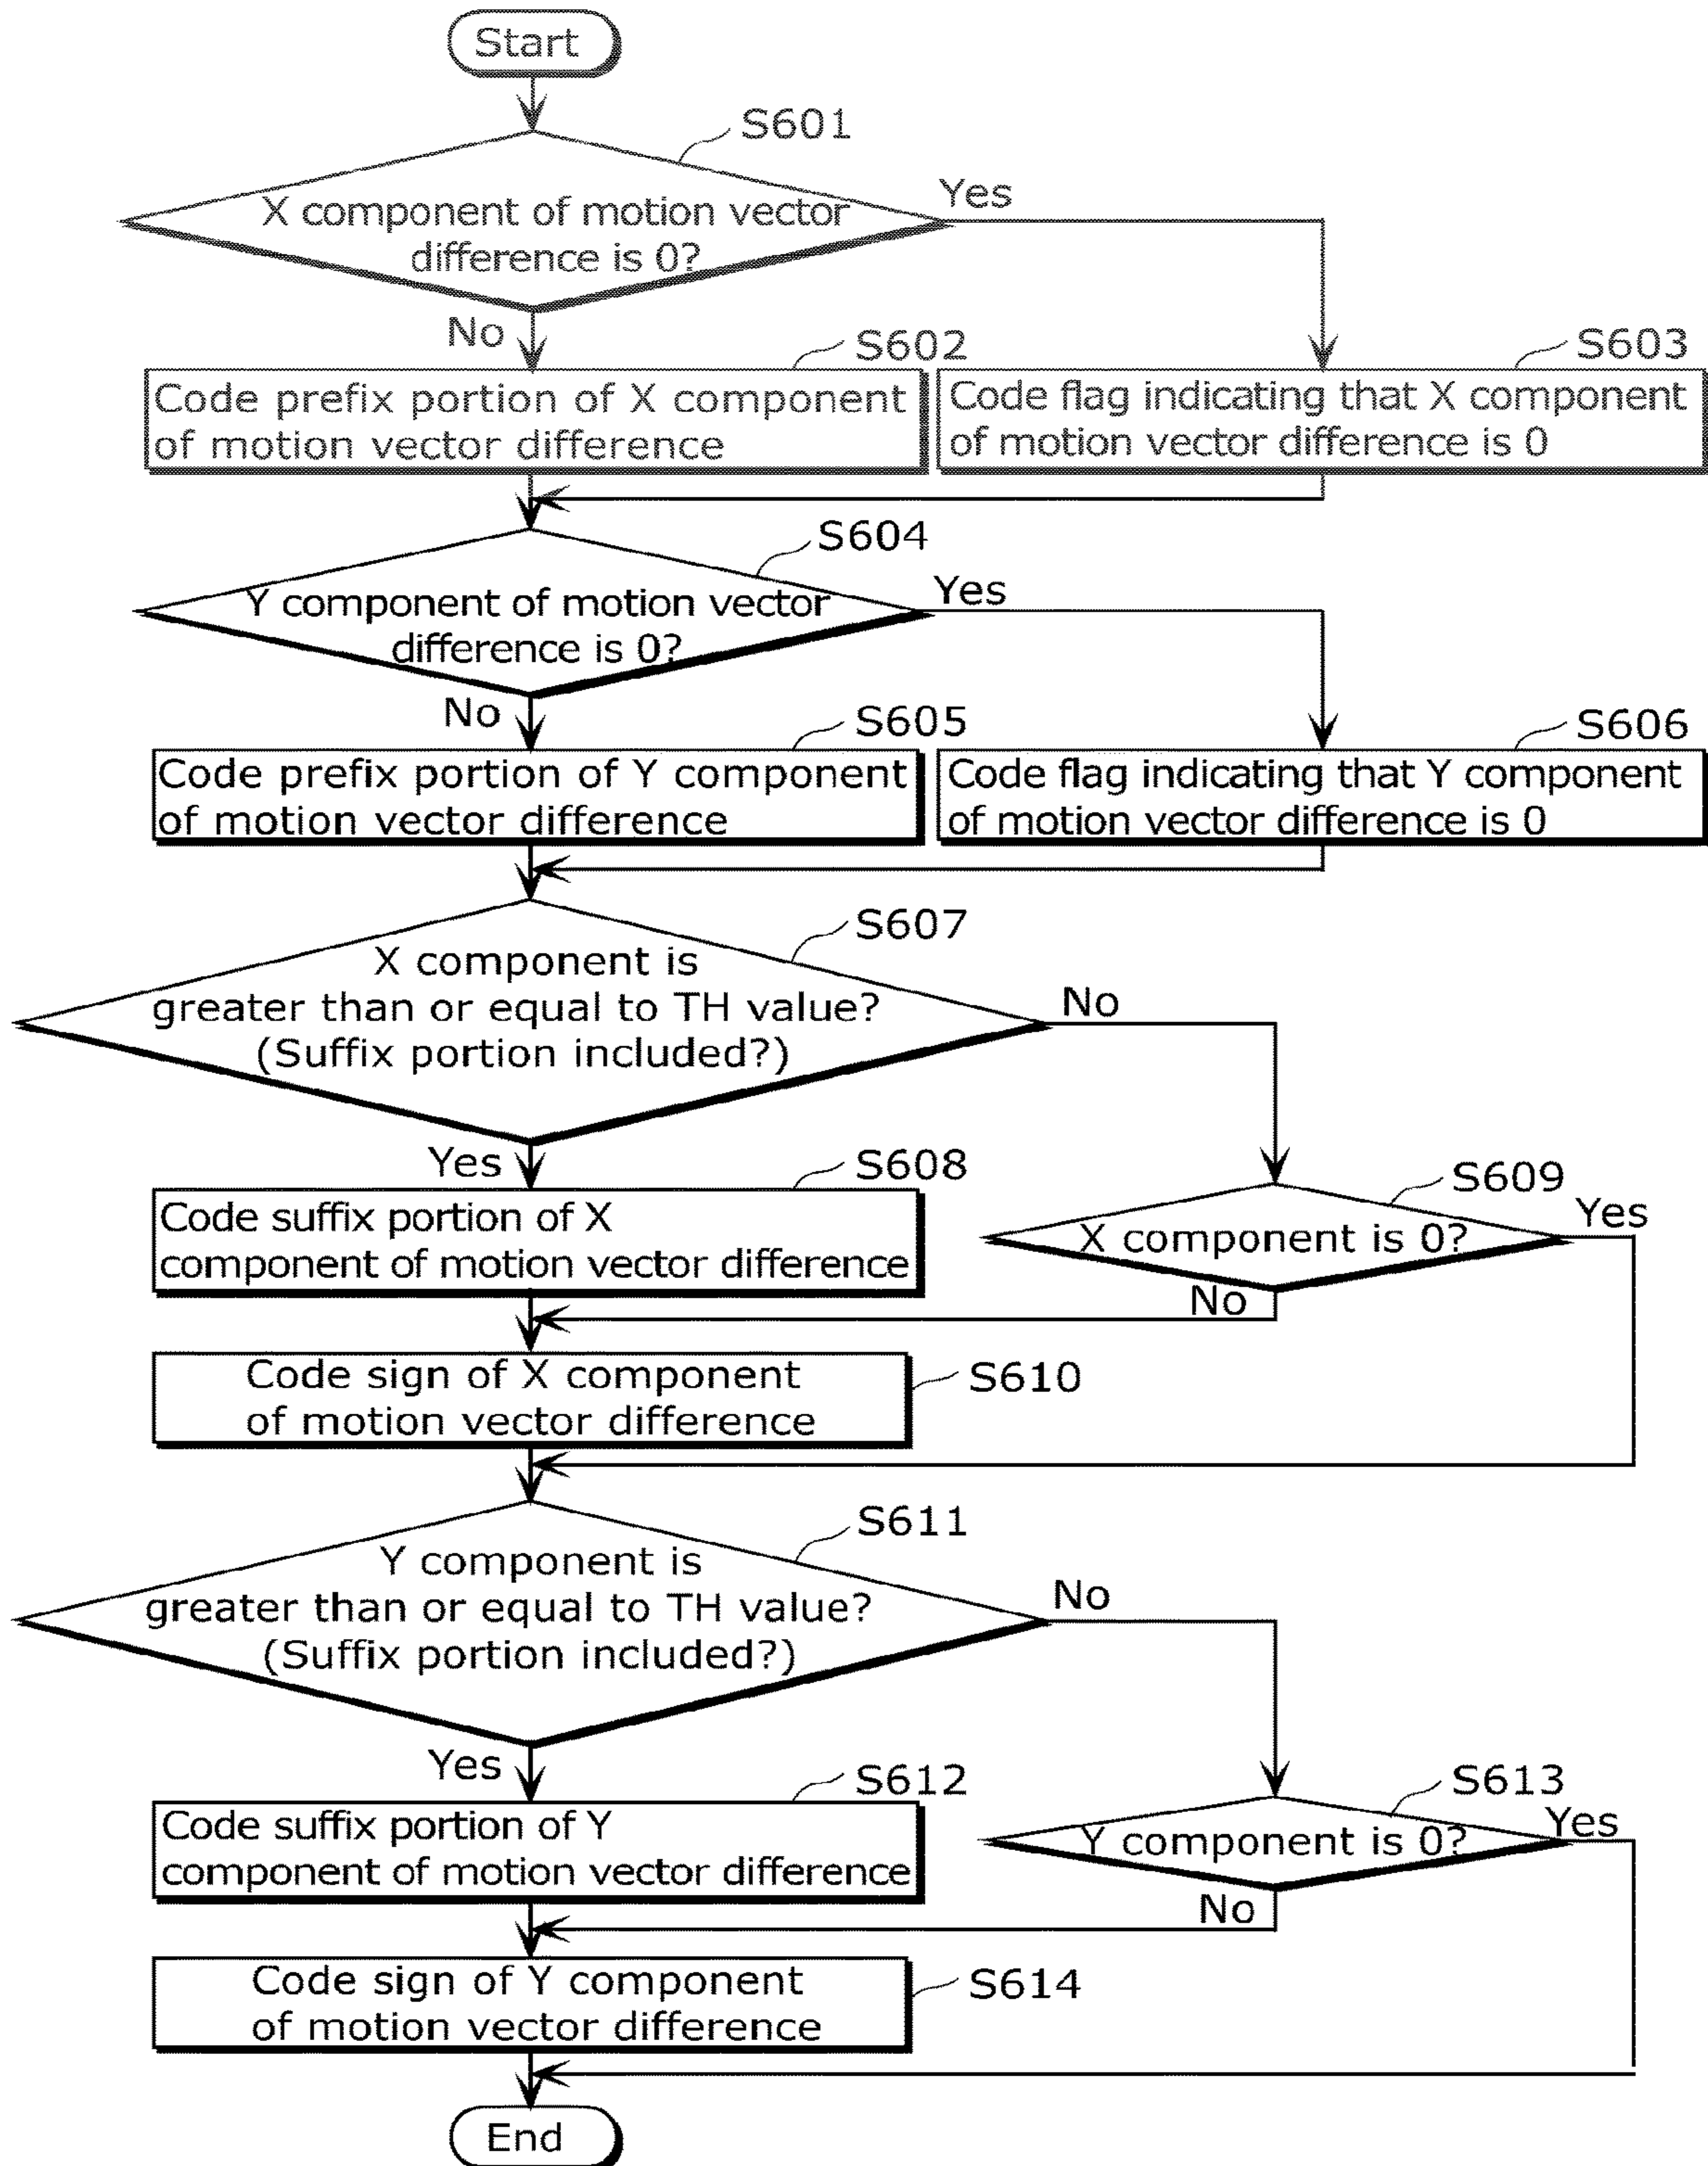 Start
S601
X component of motion vector
difference is 0?
Yes
No
S602
Code prefix portion of X component
of motion vector difference
S603
Code flag indicating that X component
of motion vector difference is 0
S604
Y component of motion vector
difference is 0?
Yes
No
S605
Code prefix portion of Y component
of motion vector difference
S606
Code flag indicating that Y component
of motion vector difference is 0
S607
X component is
greater than or equal to TH value?
(Suffix portion included?)
No
Yes
S608
Code suffix portion of X
component of motion vector difference
S609
X component is 0?
Yes
No
Code sign of X component
of motion vector difference
S610
S611
Y component is
greater than or equal to TH value?
(Suffix portion included?)
No
Yes
S612
Code suffix portion of Y
component of motion vector difference
S613
Y component is 0?
Yes
No
Code sign of Y component
of motion vector difference
S614
End